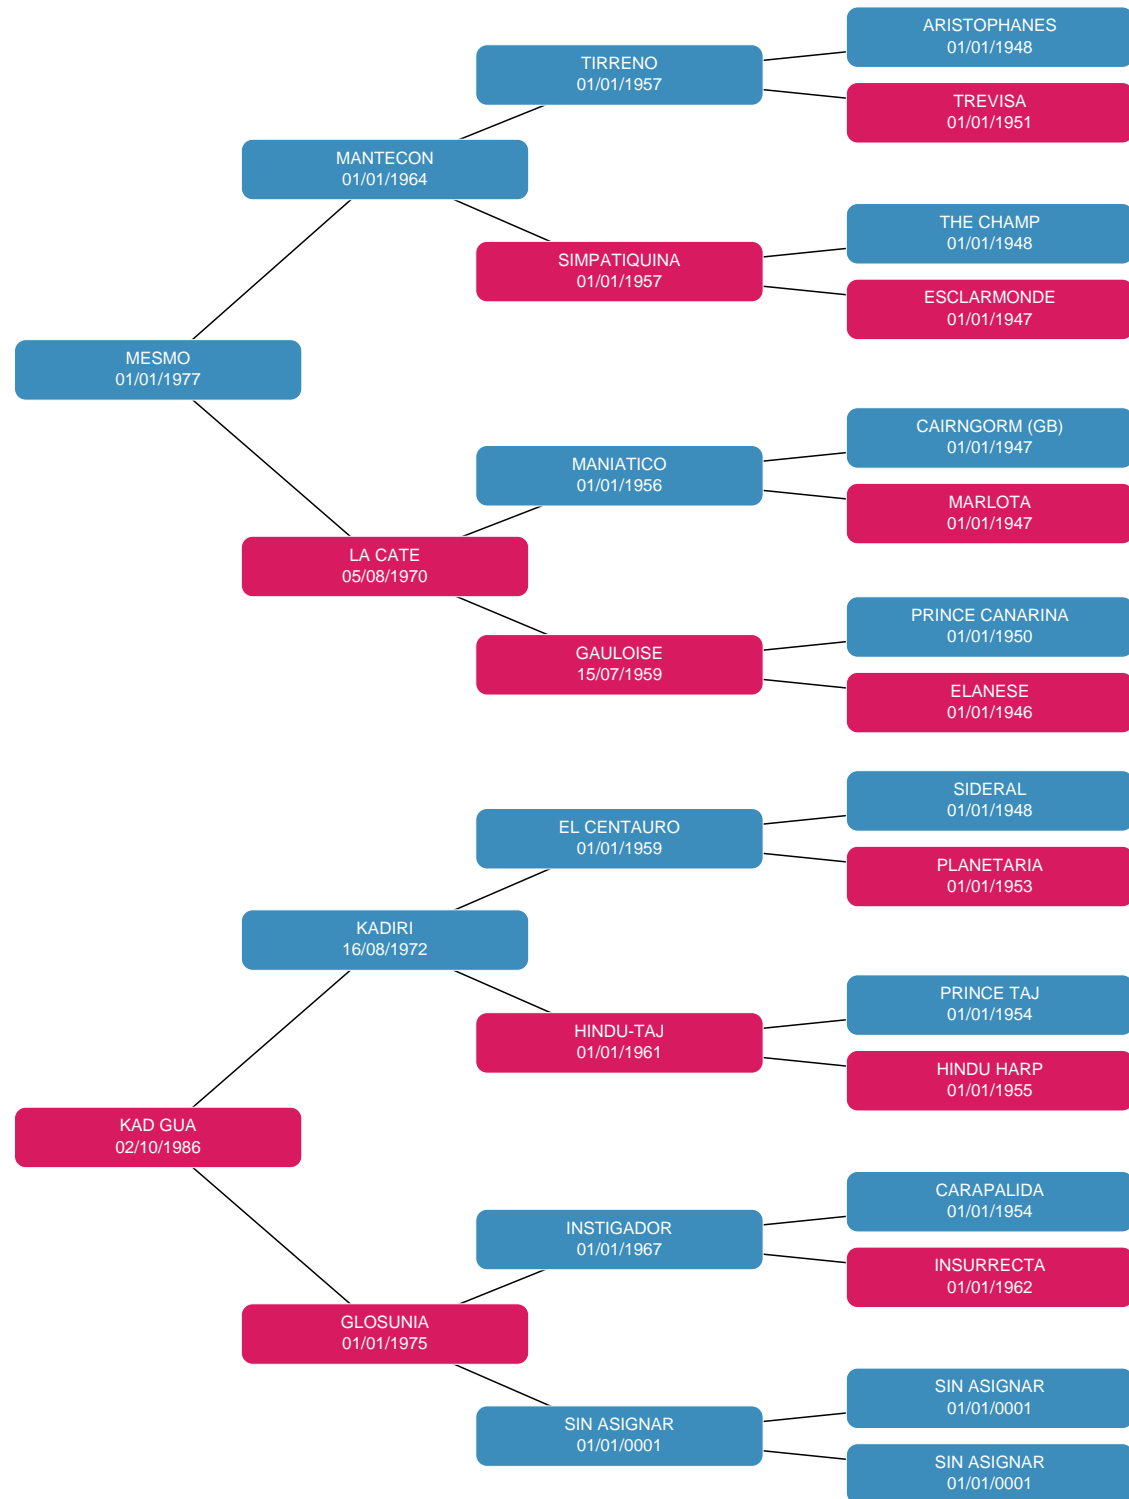 ARISTOPHANES
01/01/1948
TIRRENO
01/01/1957
TREVISA
01/01/1951
MANTECON
01/01/1964
THE CHAMP
01/01/1948
SIMPATIQUINA
01/01/1957
ESCLARMONDE
01/01/1947
MESMO
01/01/1977
CAIRNGORM (GB)
01/01/1947
MANIATICO
01/01/1956
MARLOTA
01/01/1947
LA CATE
05/08/1970
PRINCE CANARINA
01/01/1950
GAULOISE
15/07/1959
ELANESE
01/01/1946
SIDERAL
01/01/1948
EL CENTAURO
01/01/1959
PLANETARIA
01/01/1953
KADIRI
16/08/1972
PRINCE TAJ
01/01/1954
HINDU-TAJ
01/01/1961
HINDU HARP
01/01/1955
KAD GUA
02/10/1986
CARAPALIDA
01/01/1954
INSTIGADOR
01/01/1967
INSURRECTA
01/01/1962
GLOSUNIA
01/01/1975
SIN ASIGNAR
01/01/0001
SIN ASIGNAR
01/01/0001
SIN ASIGNAR
01/01/0001